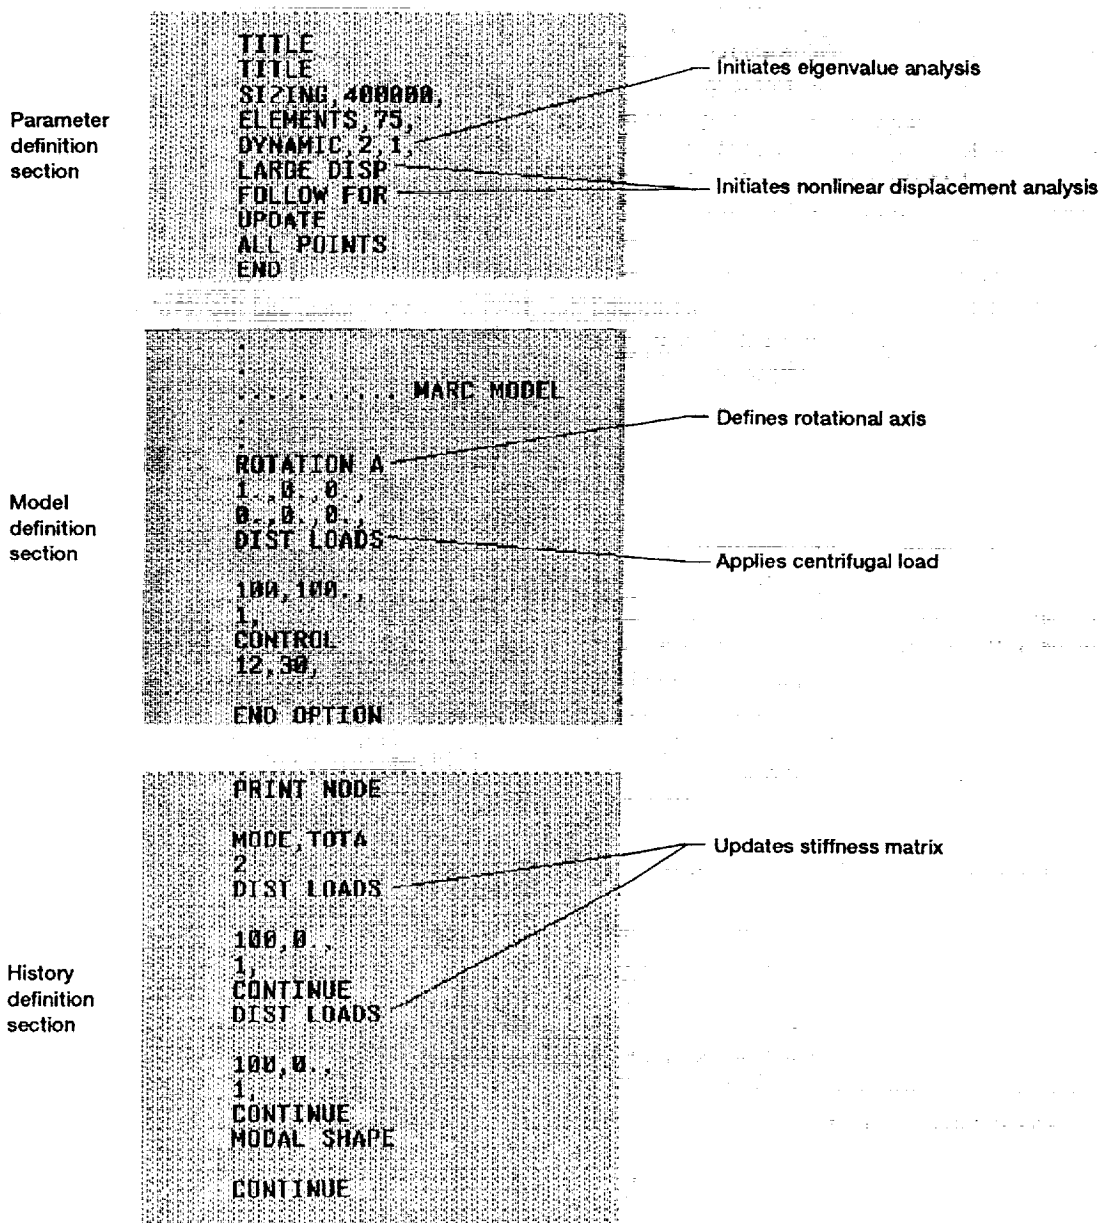 Parameter
definition
section
TITLE
TITLE
SIZING,400000,
ELEMENTS,75,
DYNAMIC,2,1,
LARGE DISP
FOLLOW FOR
UPDATE
ALL POINTS
END
Initiates eigenvalue analysis
Initiates nonlinear displacement analysis
Model
definition
section
.
.
.......... MARC MODEL
.
.
ROTATION A
1.,0.,0.,
0.,0.,0.,
DIST LOADS
100,100.,
1,
CONTROL
12,30,
END OPTION
Defines rotational axis
Applies centrifugal load
History
definition
section
PRINT NODE
MODE,TOTA
2
DIST LOADS
100,0.,
1,
CONTINUE
DIST LOADS
100,0.,
1,
CONTINUE
MODAL SHAPE
CONTINUE
Updates stiffness matrix